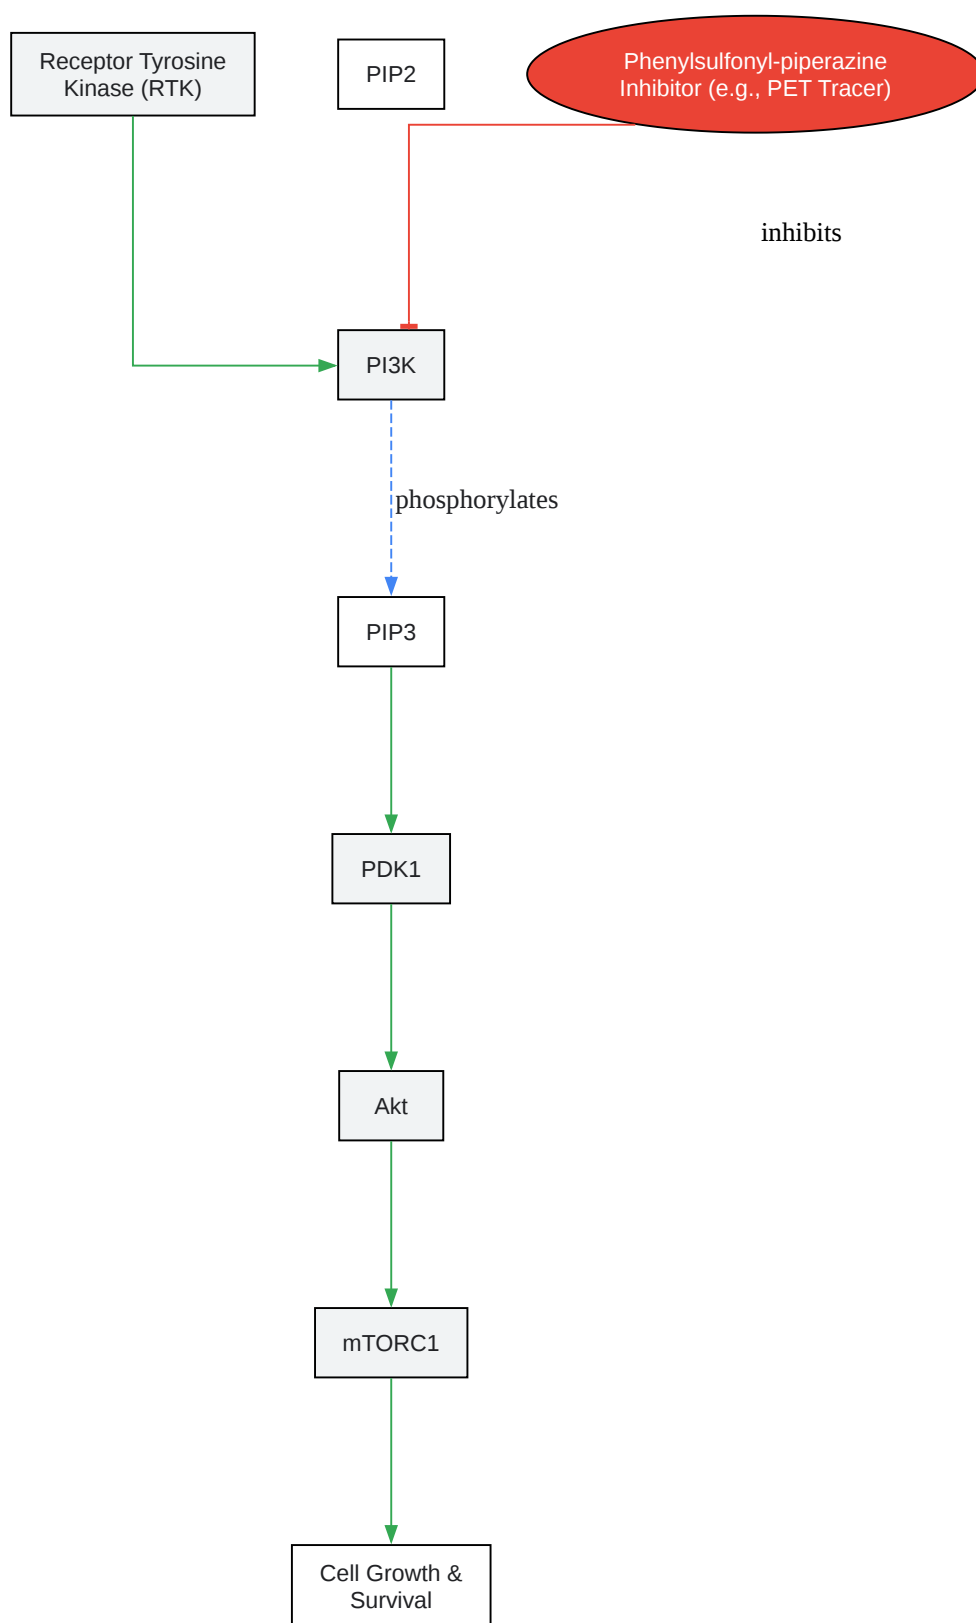 Receptor Tyrosine
Kinase (RTK)
PIP2
Phenylsulfonyl-piperazine
Inhibitor (e.g., PET Tracer)
inhibits
PI3K
phosphorylates
PIP3
PDK1
Akt
mTORC1
Cell Growth &
Survival